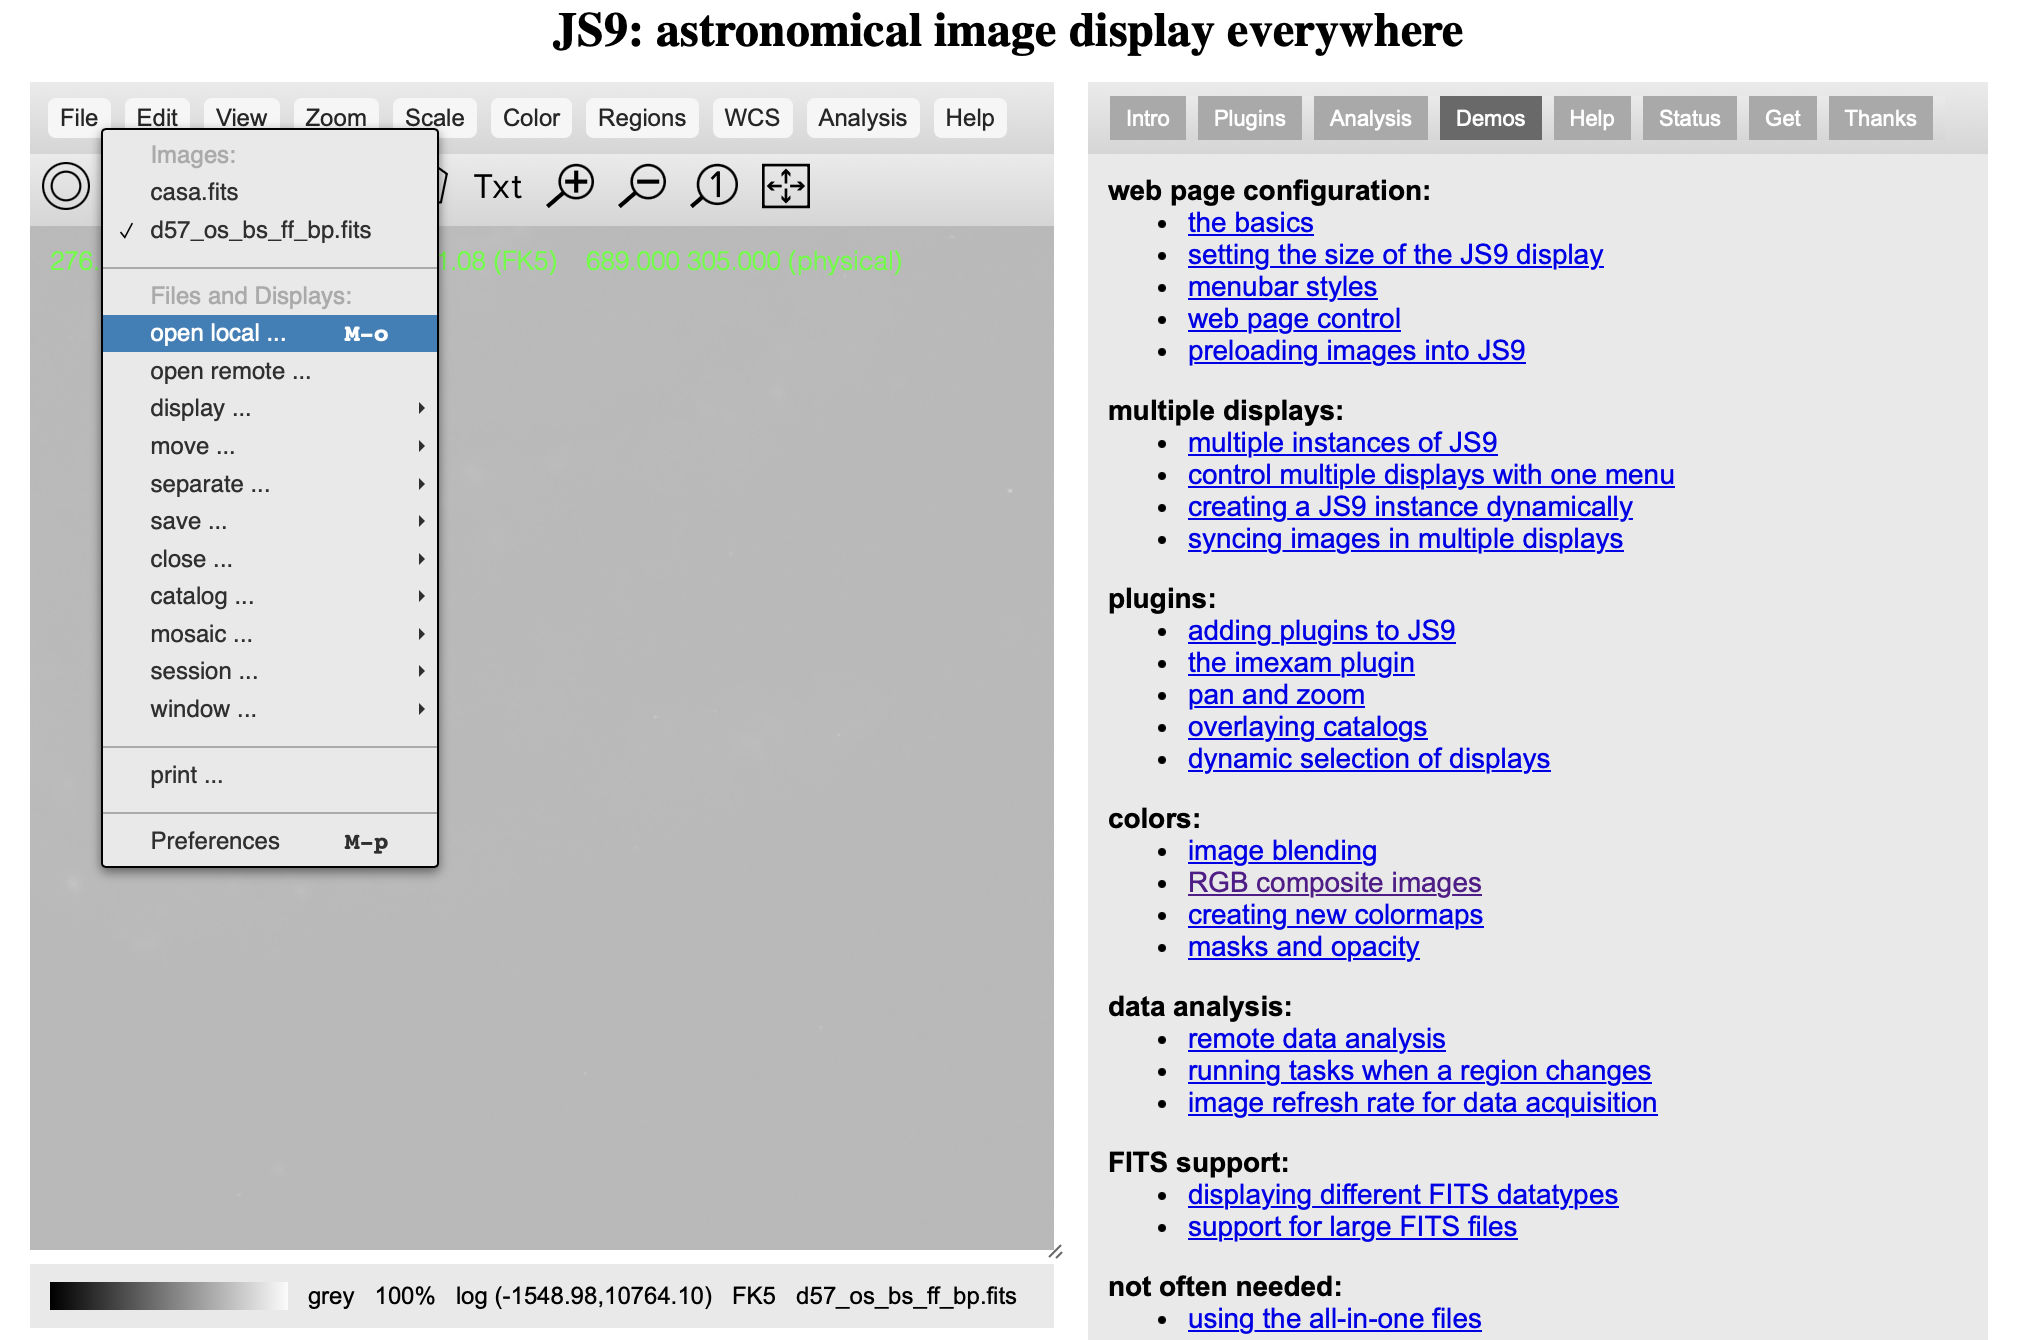 JS9: astronomical image display everywhere
File Edit View Zoom Scale Color Regions WCS Analysis Help
Images:
casa.fits
✓ d57_os_bs_ff_bp.fits
Files and Displays:
open local ... M-o
open remote ...
display ...
move ...
separate ...
save ...
close ...
catalog ...
mosaic ...
session ...
window ...
print ...
Preferences M-p
Txt 1
276. 1.08 (FK5) 689.000 305.000 (physical)
grey 100% log (-1548.98,10764.10) FK5 d57_os_bs_ff_bp.fits
Intro Plugins Analysis Demos Help Status Get Thanks
web page configuration:
• the basics
• setting the size of the JS9 display
• menubar styles
• web page control
• preloading images into JS9
multiple displays:
• multiple instances of JS9
• control multiple displays with one menu
• creating a JS9 instance dynamically
• syncing images in multiple displays
plugins:
• adding plugins to JS9
• the imexam plugin
• pan and zoom
• overlaying catalogs
• dynamic selection of displays
colors:
• image blending
• RGB composite images
• creating new colormaps
• masks and opacity
data analysis:
• remote data analysis
• running tasks when a region changes
• image refresh rate for data acquisition
FITS support:
• displaying different FITS datatypes
• support for large FITS files
not often needed:
• using the all-in-one files